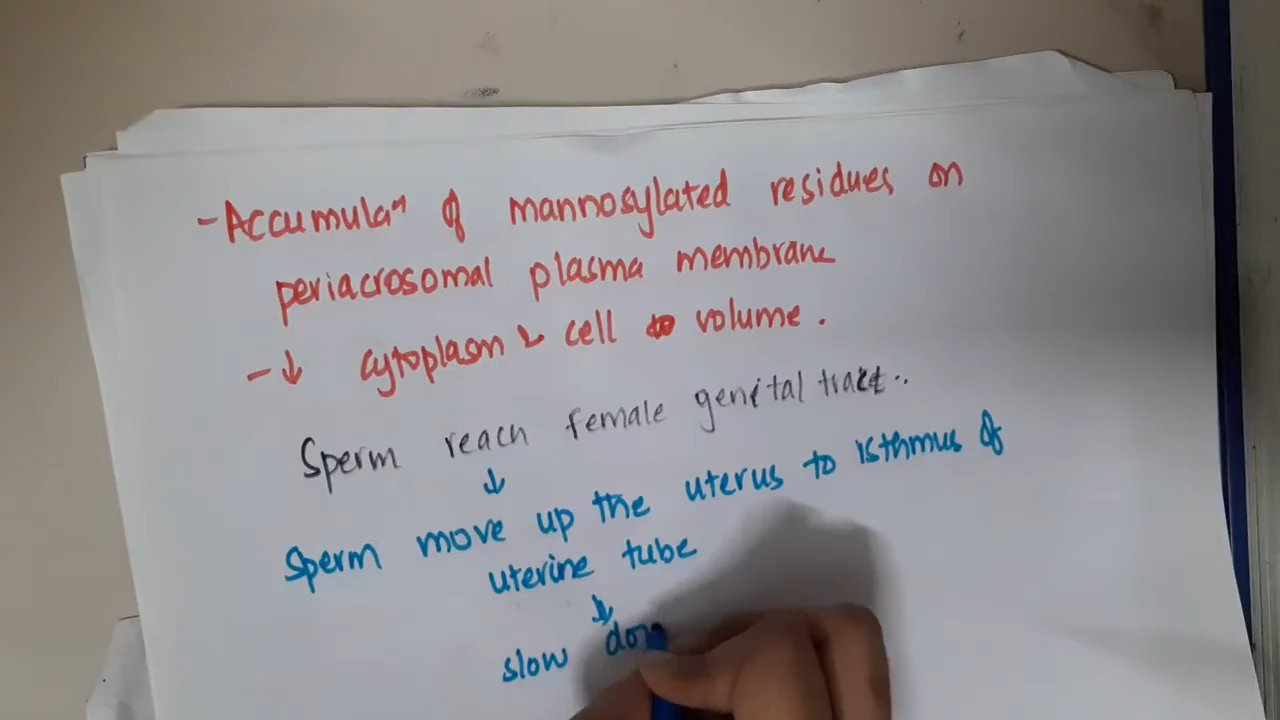 - Accumulaⁿ of mannosylated residues on
periacrosomal plasma membrane
- ↓ cytoplasm & cell volume.
Sperm reach female genital tract..
↓
Sperm move up the uterus to isthmus of
uterine tube
↓
slow dow